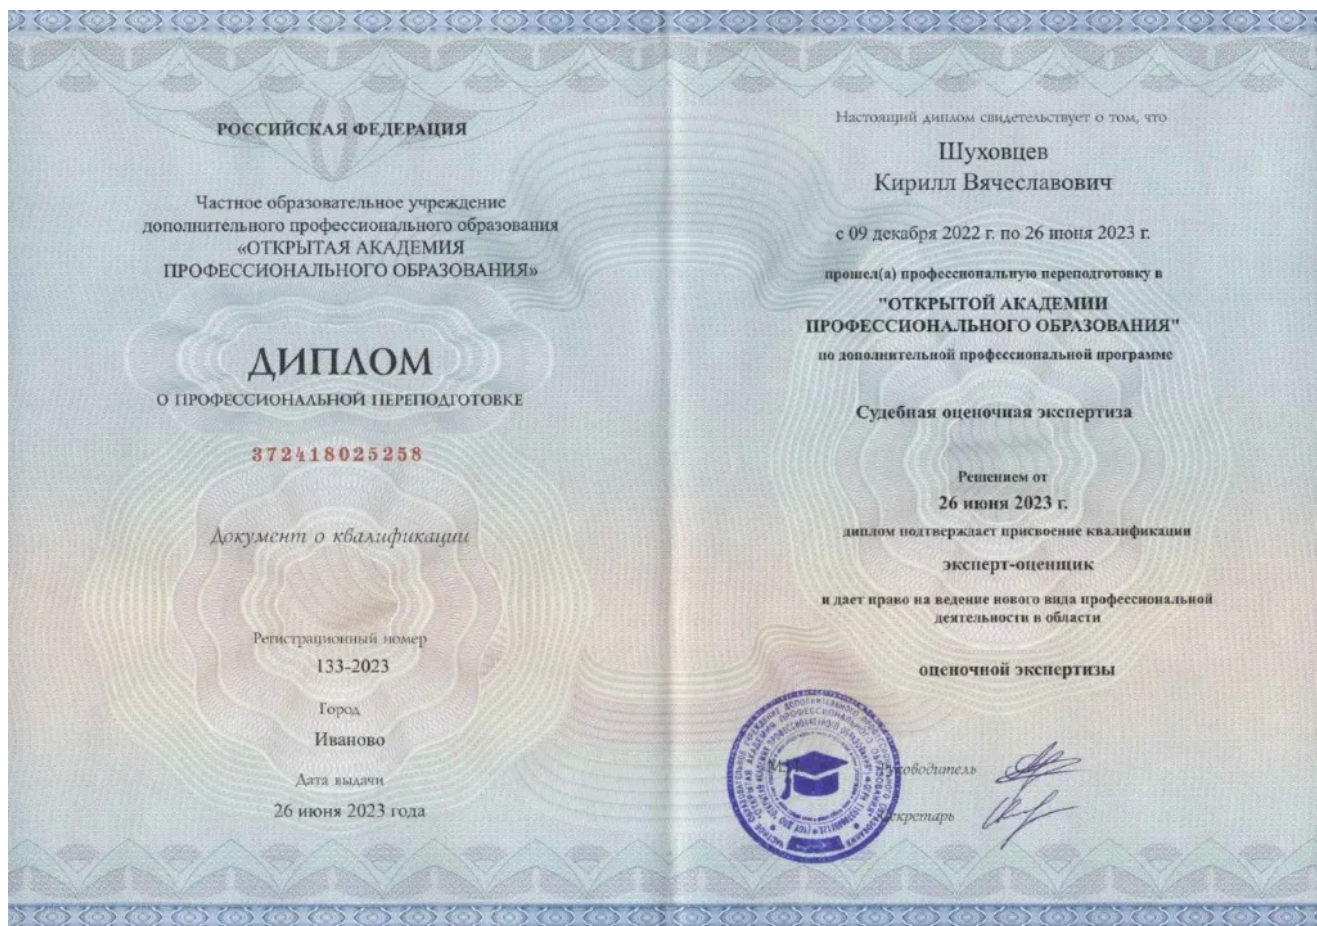 РОССИЙСКАЯ ФЕДЕРАЦИЯ
Частное образовательное учреждение
дополнительного профессионального образования
«ОТКРЫТАЯ АКАДЕМИЯ
ПРОФЕССИОНАЛЬНОГО ОБРАЗОВАНИЯ»
ДИПЛОМ
О ПРОФЕССИОНАЛЬНОЙ ПЕРЕПОДГОТОВКЕ
372418025258
Документ о квалификации
Регистрационный номер
133-2023
Город
Иваново
Дата выдачи
26 июня 2023 года
Настоящий диплом свидетельствует о том, что
Шуховцев
Кирилл Вячеславович
с 09 декабря 2022 г. по 26 июня 2023 г.
прошел(а) профессиональную переподготовку в
"ОТКРЫТОЙ АКАДЕМИИ
ПРОФЕССИОНАЛЬНОГО ОБРАЗОВАНИЯ"
по дополнительной профессиональной программе
Судебная оценочная экспертиза
Решением от
26 июня 2023 г.
диплом подтверждает присвоение квалификации
эксперт-оценщик
и дает право на ведение нового вида профессиональной
деятельности в области
оценочной экспертизы
Руководитель
Секретарь